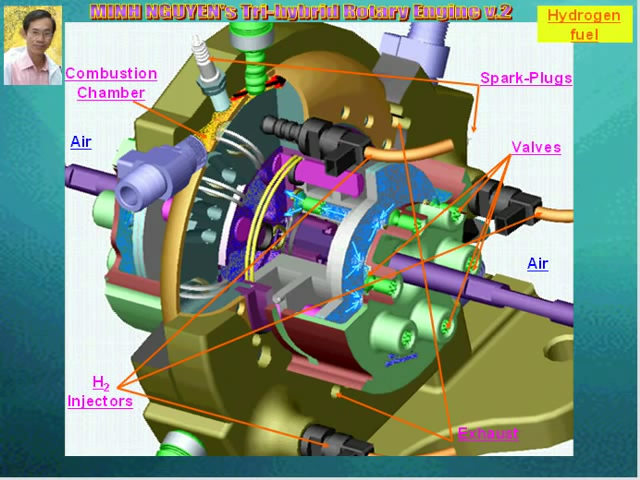 MINH NGUYEN's Tri-hybrid Rotary Engine v.2
Hydrogen
fuel
Combustion
Chamber
Spark-Plugs
Air
Valves
Air
H₂
Injectors
Exhaust